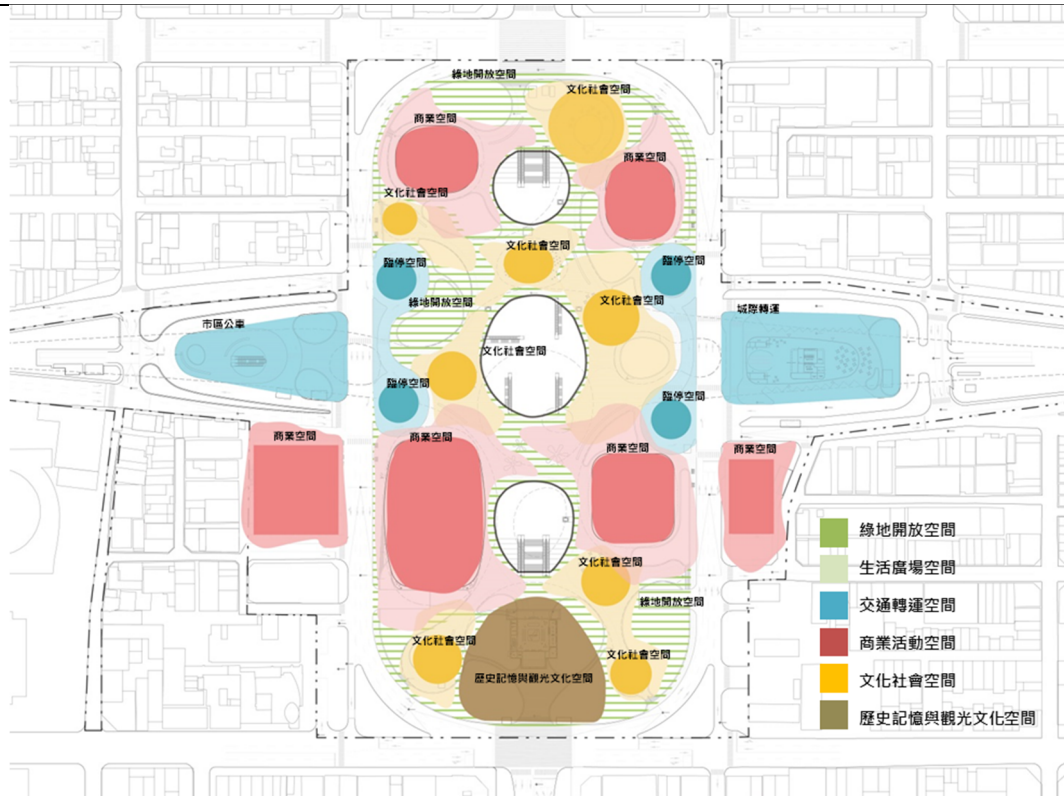 綠地開放空間
文化社會空間
商業空間
商業空間
文化社會空間
文化社會空間
臨停空間
臨停空間
綠地開放空間
文化社會空間
城際轉運
市區公車
文化社會空間
臨停空間
臨停空間
商業空間
商業空間
商業空間
商業空間
文化社會空間
綠地開放空間
文化社會空間
文化社會空間
歷史記憶與觀光文化空間
綠地開放空間
生活廣場空間
交通轉運空間
商業活動空間
文化社會空間
歷史記憶與觀光文化空間